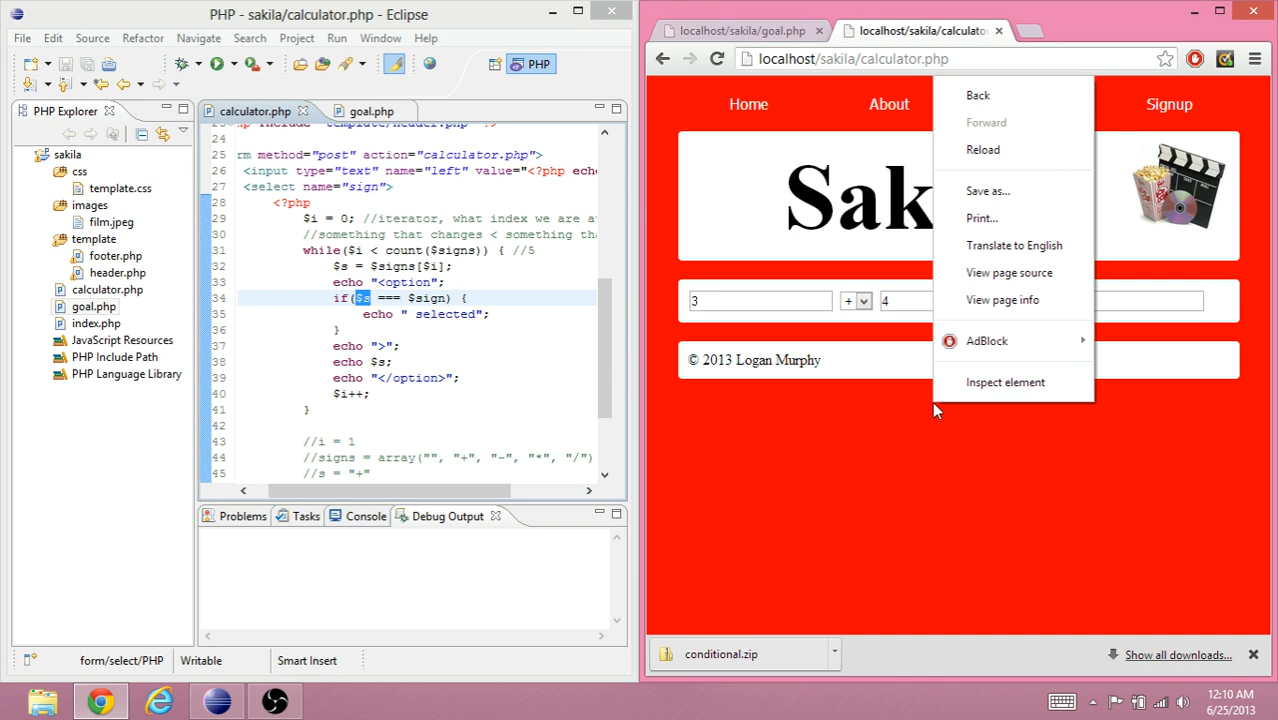 PHP - sakila/calculator.php - Eclipse
File Edit Source Refactor Navigate Search Project Run Window Help
PHP
PHP Explorer
sakila
css
template.css
images
film.jpeg
template
footer.php
header.php
calculator.php
goal.php
index.php
JavaScript Resources
PHP Include Path
PHP Language Library
calculator.php goal.php
24
25 rm method="post" action="calculator.php">
26 <input type="text" name="left" value="<?php ech
27 <select name="sign">
28 <?php
29 $i = 0; //iterator, what index we are a
30 //something that changes < something tha
31 while($i < count($signs)) { //5
32 $s = $signs[$i];
33 echo "<option";
34 if($s === $sign) {
35 echo " selected";
36 }
37 echo ">";
38 echo $s;
39 echo "</option>";
40 $i++;
41 }
42
43 //i = 1
44 //signs = array("", "+", "-", "*", "/")
45 //s = "+"
Problems Tasks Console Debug Output
form/select/PHP Writable Smart Insert
localhost/sakila/goal.php localhost/sakila/calculato
localhost/sakila/calculator.php
Home About Signup
Sak
3 + 4
© 2013 Logan Murphy
Back
Forward
Reload
Save as...
Print...
Translate to English
View page source
View page info
AdBlock
Inspect element
conditional.zip
Show all downloads...
12:10 AM
6/25/2013